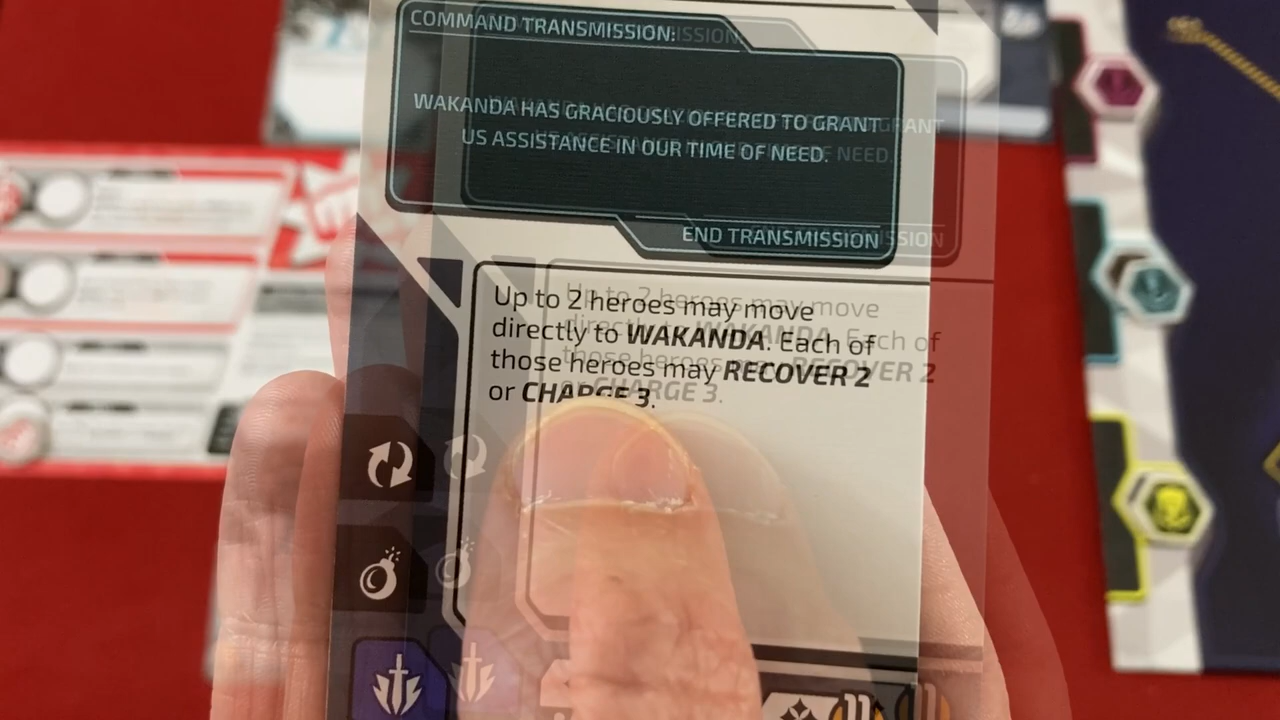 COMMAND TRANSMISSION:
WAKANDA HAS GRACIOUSLY OFFERED TO GRANT
US ASSISTANCE IN OUR TIME OF NEED.
END TRANSMISSION
Up to 2 heroes may move
directly to WAKANDA. Each of
those heroes may RECOVER 2
or CHARGE 3.